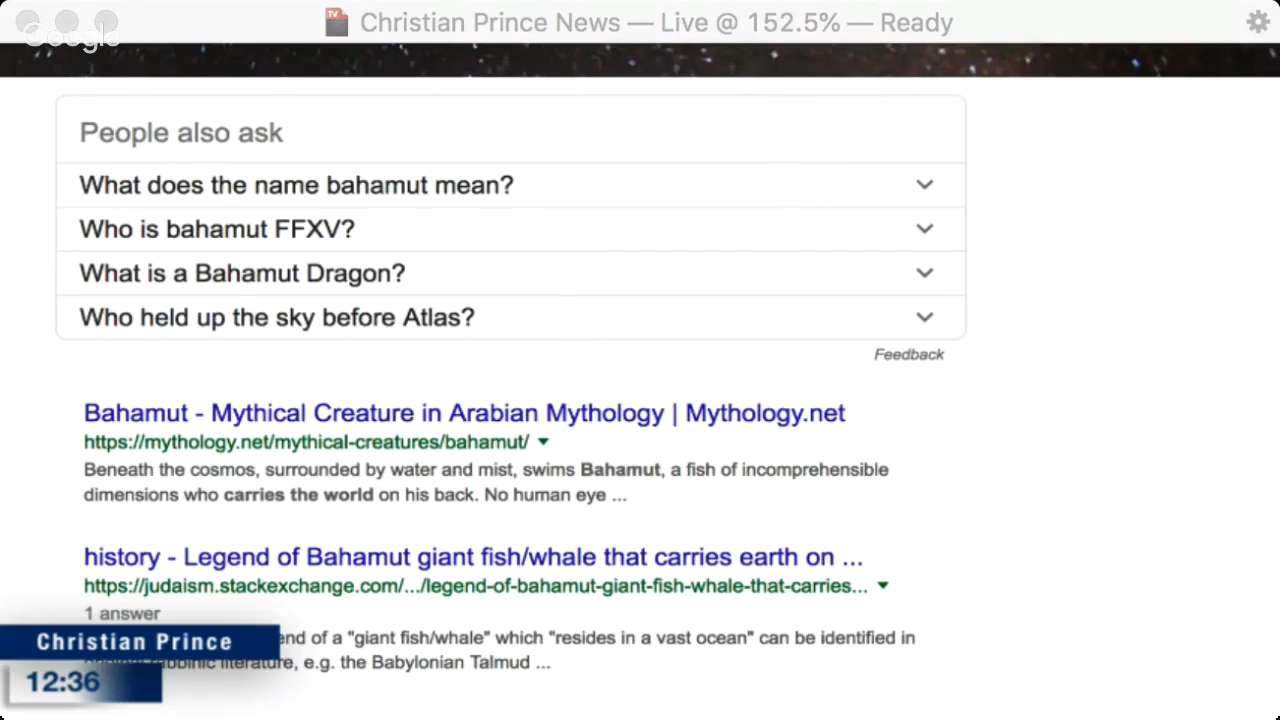 Google
TV
Christian Prince News — Live @ 152.5% — Ready
People also ask
What does the name bahamut mean?
Who is bahamut FFXV?
What is a Bahamut Dragon?
Who held up the sky before Atlas?
Feedback
Bahamut - Mythical Creature in Arabian Mythology | Mythology.net
https://mythology.net/mythical-creatures/bahamut/
Beneath the cosmos, surrounded by water and mist, swims Bahamut, a fish of incomprehensible
dimensions who carries the world on his back. No human eye ...
history - Legend of Bahamut giant fish/whale that carries earth on ...
https://judaism.stackexchange.com/.../legend-of-bahamut-giant-fish-whale-that-carries...
1 answer
of a "giant fish/whale" which "resides in a vast ocean" can be identified in
literature, e.g. the Babylonian Talmud ...
Christian Prince
12:36